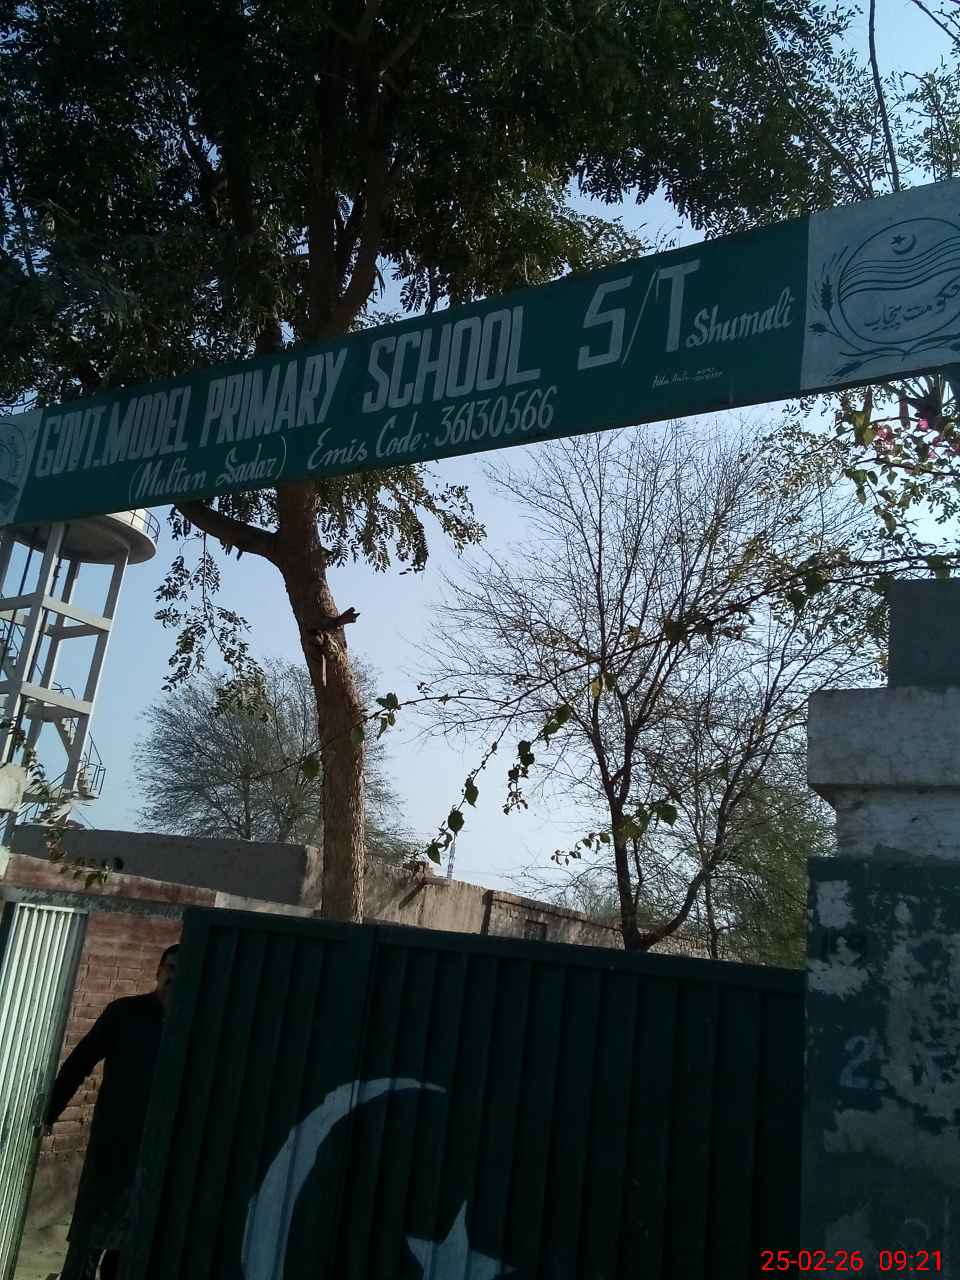 GOVT.MODEL PRIMARY SCHOOL 5/T Shumali
(Multan Sadar) Emis Code: 36130566
حکومت پنجاب
25-02-26 09:21